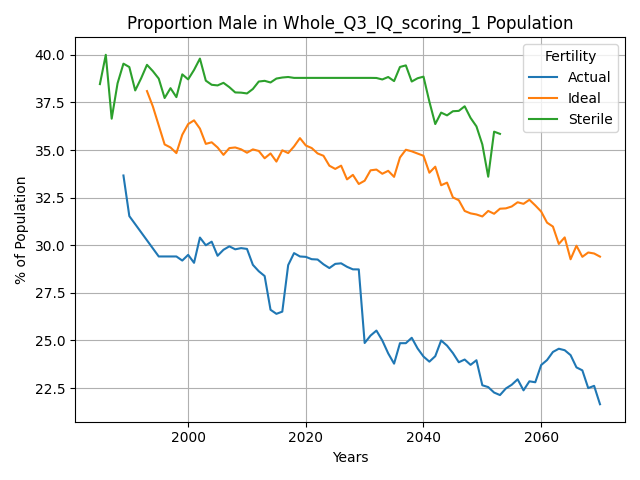 Proportion Male in Whole_Q3_IQ_scoring_1 Population
% of Population
40.0
37.5
35.0
32.5
30.0
27.5
25.0
22.5
Fertility
Actual
Ideal
Sterile
2000
2020
2040
2060
Years